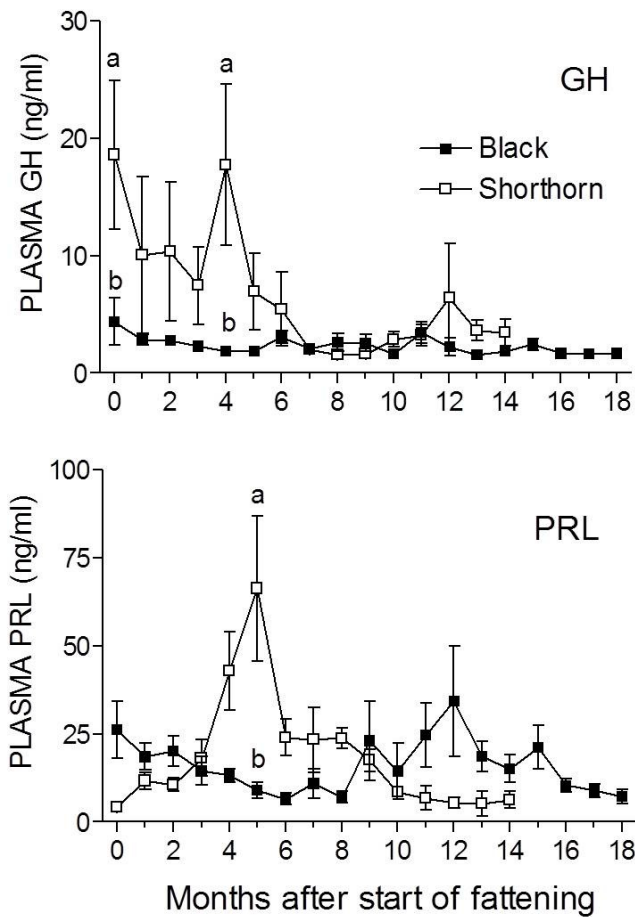 30
a
a
GH
20
Black
Shorthorn
10
b
b
0
PLASMA GH (ng/ml)
0 2 4 6 8 10 12 14 16 18
100
a
PRL
75
50
25
b
0
PLASMA PRL (ng/ml)
0 2 4 6 8 10 12 14 16 18
Months after start of fattening